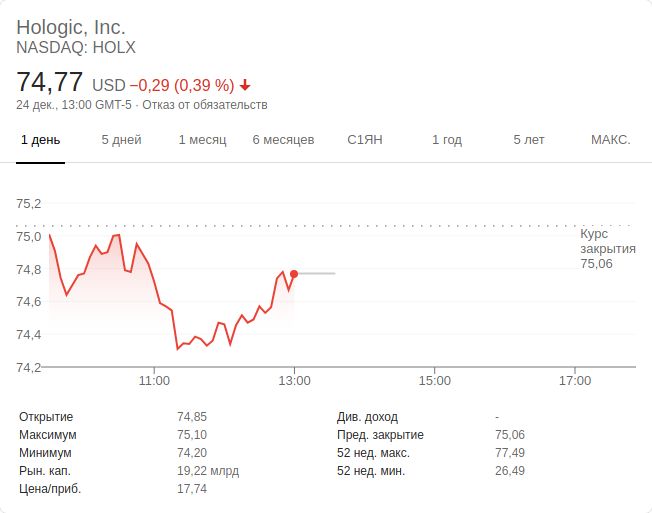 Hologic, Inc.
NASDAQ: HOLX
74,77 USD −0,29 (0,39 %)
24 дек., 13:00 GMT-5 · Отказ от обязательств
1 день 5 дней 1 месяц 6 месяцев С1ЯН 1 год 5 лет МАКС.
75,2
75,0
74,8
74,6
74,4
74,2
Курс
закрытия
75,06
11:00 13:00 15:00 17:00
Открытие 74,85
Максимум 75,10
Минимум 74,20
Рын. кап. 19,22 млрд
Цена/приб. 17,74
Див. доход -
Пред. закрытие 75,06
52 нед. макс. 77,49
52 нед. мин. 26,49